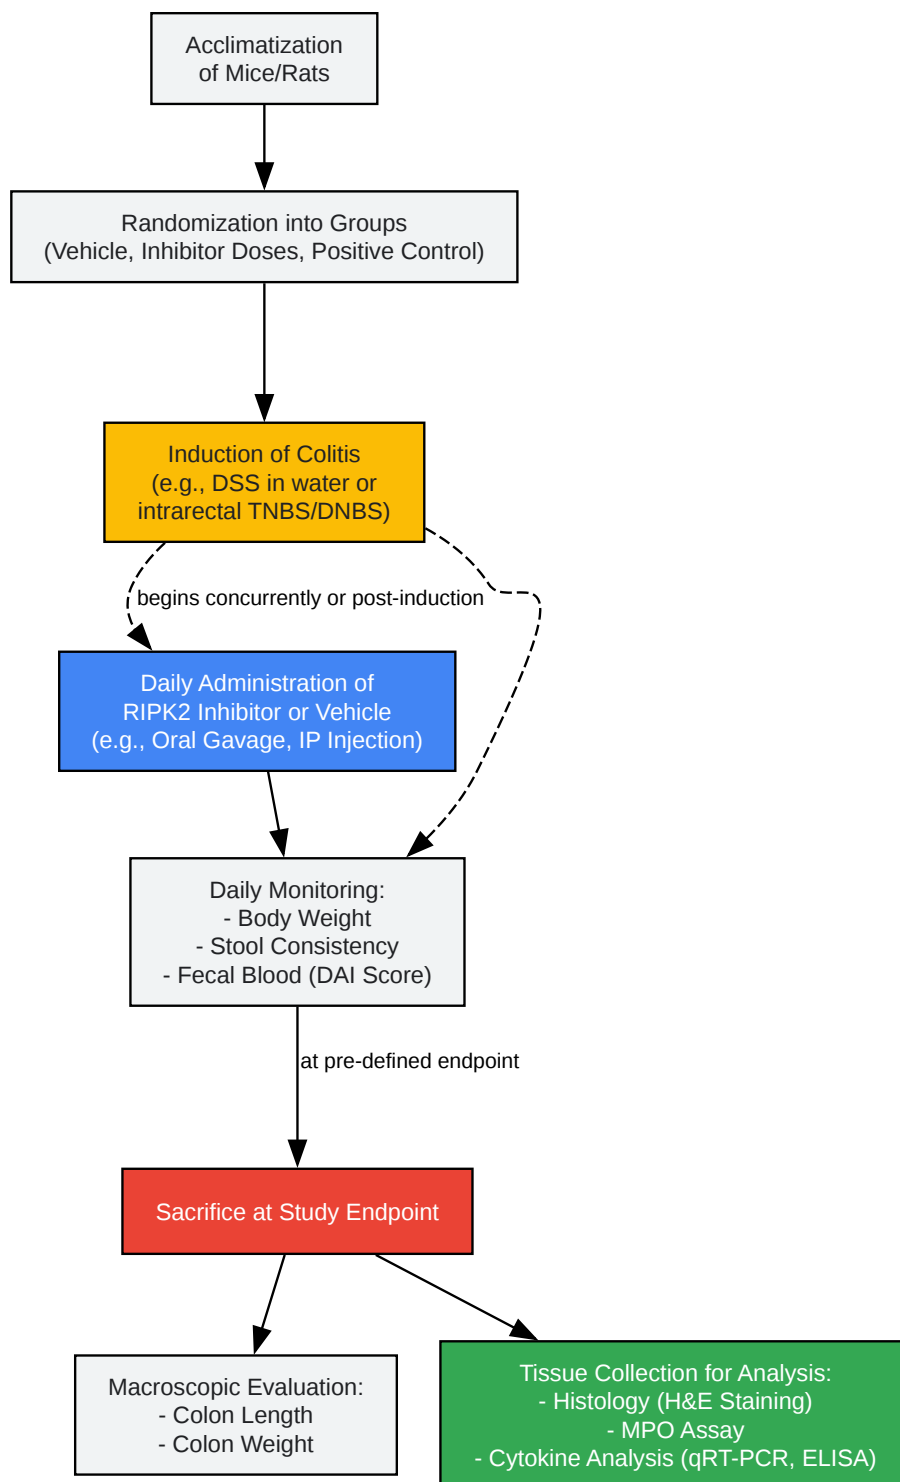 Acclimatization
of Mice/Rats
Randomization into Groups
(Vehicle, Inhibitor Doses, Positive Control)
Induction of Colitis
(e.g., DSS in water or
intrarectal TNBS/DNBS)
begins concurrently or post-induction
Daily Administration of
RIPK2 Inhibitor or Vehicle
(e.g., Oral Gavage, IP Injection)
Daily Monitoring:
- Body Weight
- Stool Consistency
- Fecal Blood (DAI Score)
at pre-defined endpoint
Sacrifice at Study Endpoint
Macroscopic Evaluation:
- Colon Length
- Colon Weight
Tissue Collection for Analysis:
- Histology (H&E Staining)
- MPO Assay
- Cytokine Analysis (qRT-PCR, ELISA)